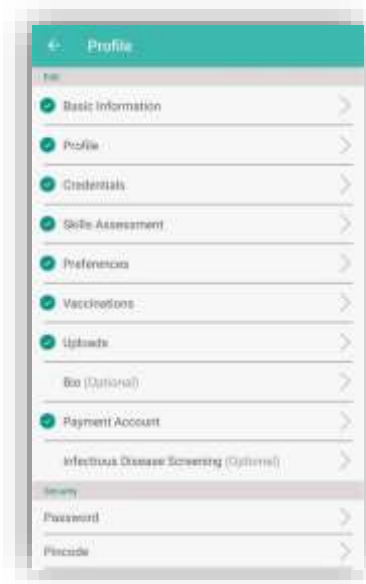 Profile
Edit
Basic Information
Profile
Credentials
Skills Assessment
Preferences
Vaccinations
Uploads
Bio (Optional)
Payment Account
Infectious Disease Screening (Optional)
Security
Password
Pincode